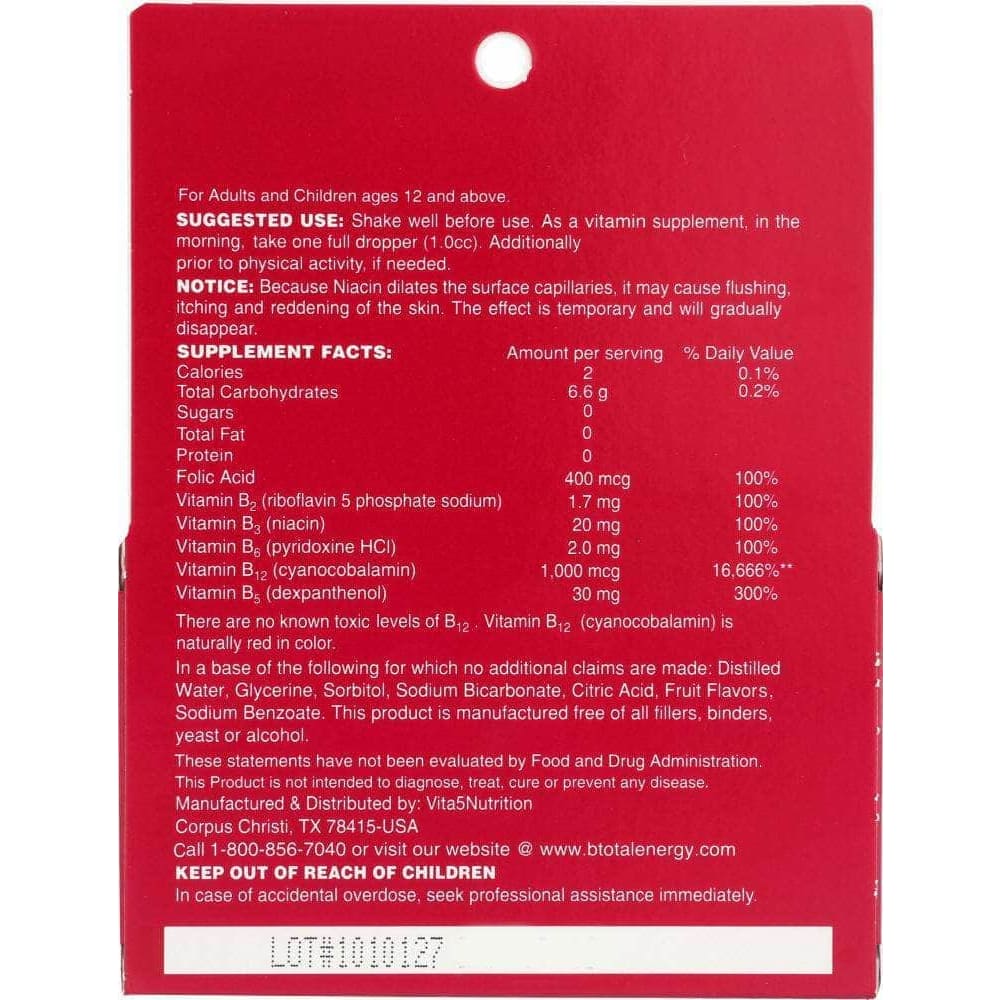 For Adults and Children ages 12 and above.
SUGGESTED USE: Shake well before use. As a vitamin supplement, in the
morning, take one full dropper (1.0cc). Additionally
prior to physical activity, if needed.
NOTICE: Because Niacin dilates the surface capillaries, it may cause flushing,
itching and reddening of the skin. The effect is temporary and will gradually
disappear.
SUPPLEMENT FACTS: Amount per serving % Daily Value
Calories 2 0.1%
Total Carbohydrates 6.6 g 0.2%
Sugars 0
Total Fat 0
Protein 0
Folic Acid 400 mcg 100%
Vitamin B2 (riboflavin 5 phosphate sodium) 1.7 mg 100%
Vitamin B3 (niacin) 20 mg 100%
Vitamin B6 (pyridoxine HCl) 2.0 mg 100%
Vitamin B12 (cyanocobalamin) 1,000 mcg 16,666%**
Vitamin B5 (dexpanthenol) 30 mg 300%
There are no known toxic levels of B12 . Vitamin B12 (cyanocobalamin) is
naturally red in color.
In a base of the following for which no additional claims are made: Distilled
Water, Glycerine, Sorbitol, Sodium Bicarbonate, Citric Acid, Fruit Flavors,
Sodium Benzoate. This product is manufactured free of all fillers, binders,
yeast or alcohol.
These statements have not been evaluated by Food and Drug Administration.
This Product is not intended to diagnose, treat, cure or prevent any disease.
Manufactured & Distributed by: Vita5Nutrition
Corpus Christi, TX 78415-USA
Call 1-800-856-7040 or visit our website @ www.btotalenergy.com
KEEP OUT OF REACH OF CHILDREN
In case of accidental overdose, seek professional assistance immediately.
LOT#1010127